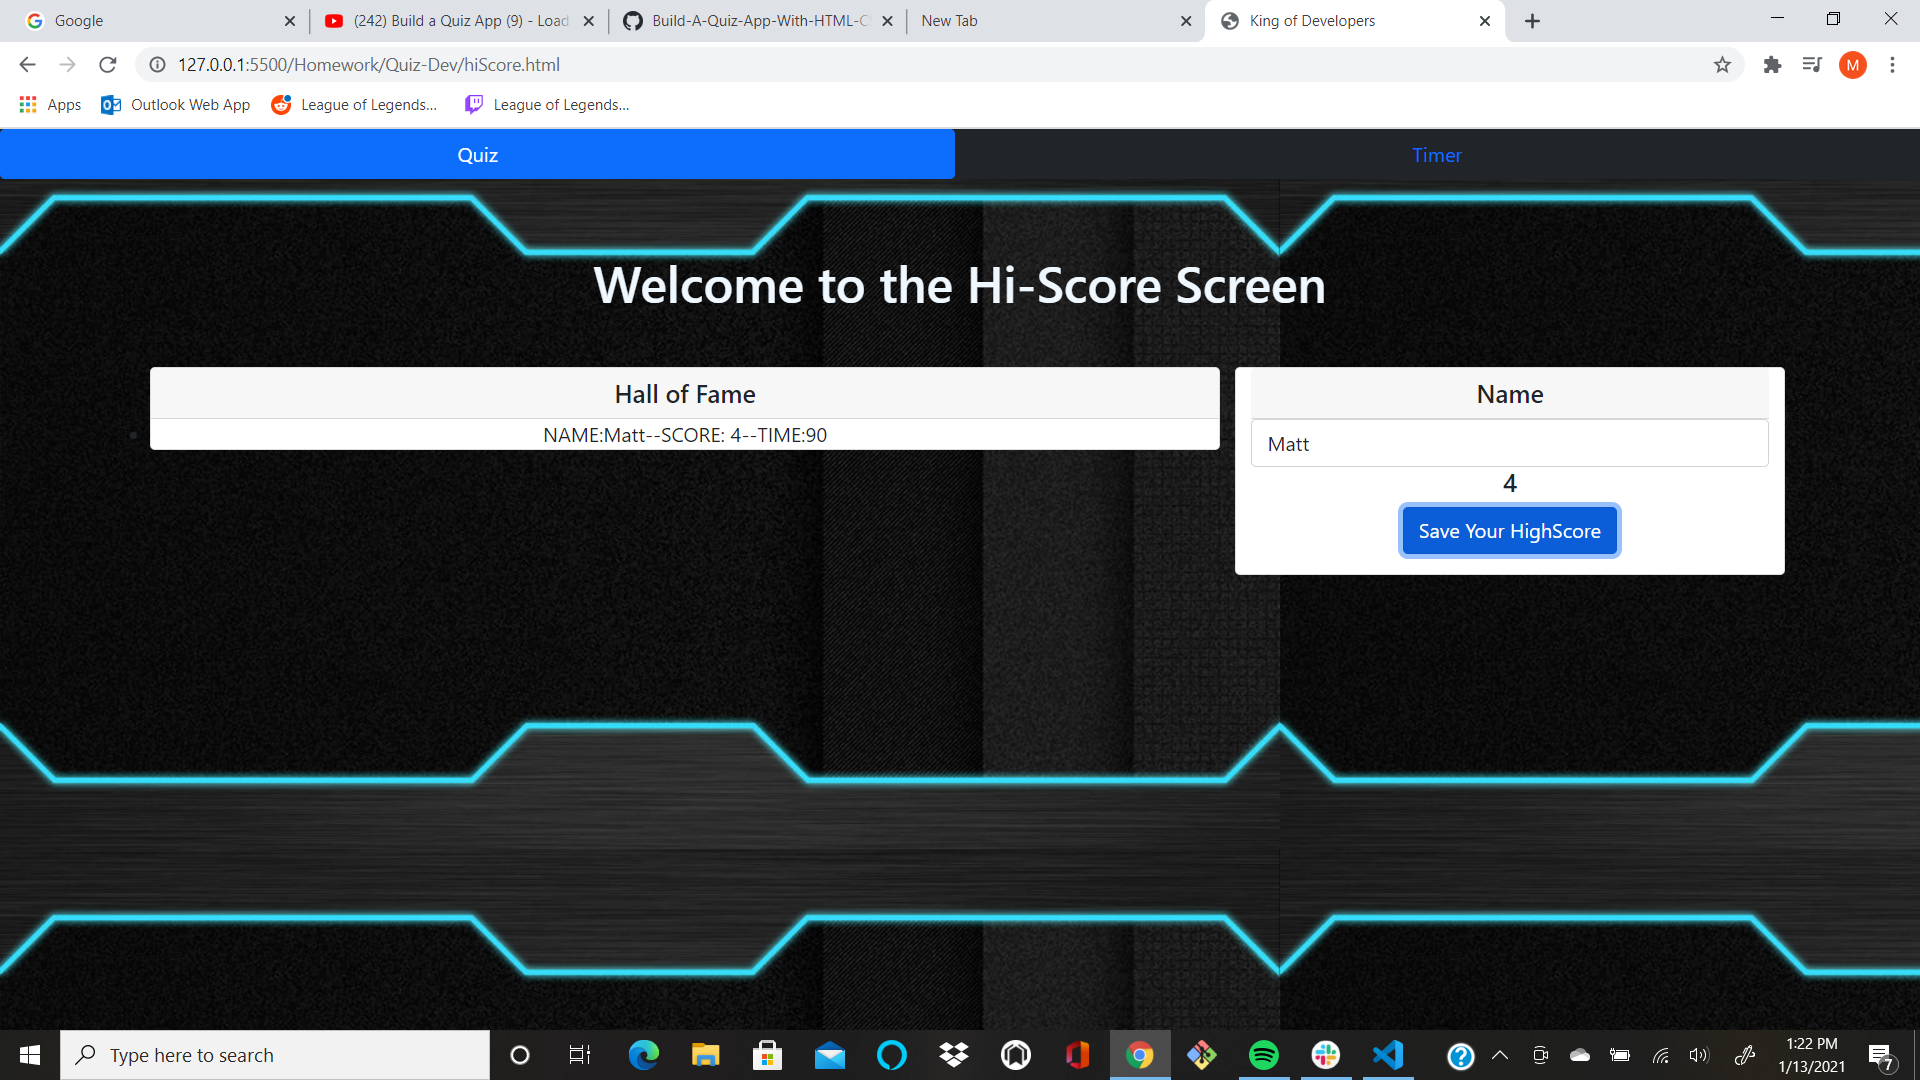 Google
(242) Build a Quiz App (9) - Load
Build-A-Quiz-App-With-HTML-CS
New Tab
King of Developers
127.0.0.1:5500/Homework/Quiz-Dev/hiScore.html
M
Apps
Outlook Web App
League of Legends...
League of Legends...
Quiz
Timer
Welcome to the Hi-Score Screen
Hall of Fame
NAME:Matt--SCORE: 4--TIME:90
Name
Matt
4
Save Your HighScore
Type here to search
1:22 PM
1/13/2021
7